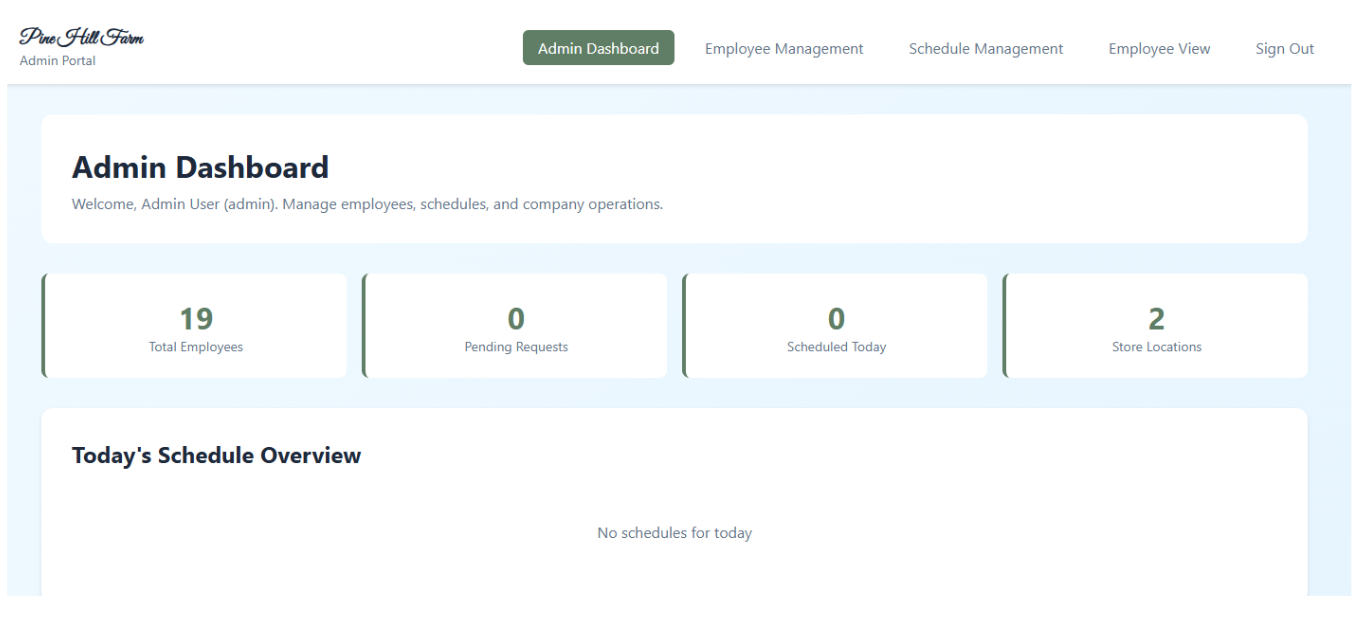 Pine Hill Farm
Admin Portal
Admin Dashboard
Employee Management
Schedule Management
Employee View
Sign Out
Admin Dashboard
Welcome, Admin User (admin). Manage employees, schedules, and company operations.
19
Total Employees
0
Pending Requests
0
Scheduled Today
2
Store Locations
Today's Schedule Overview
No schedules for today